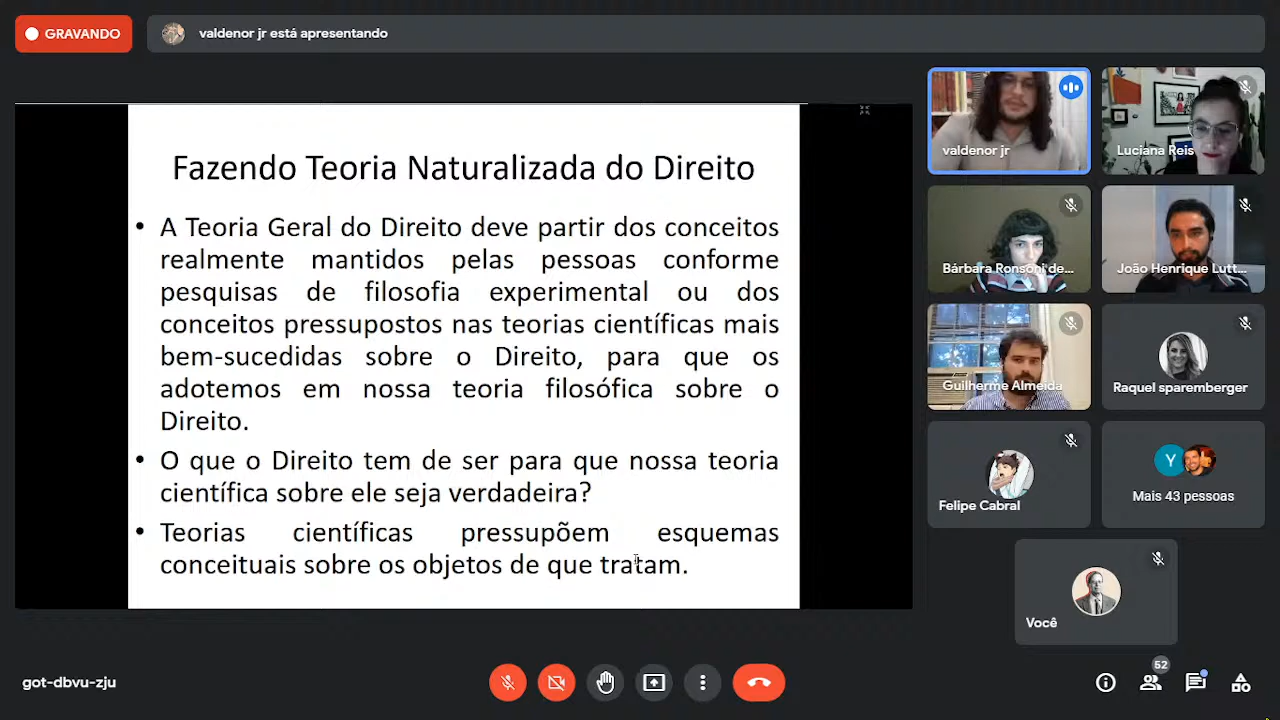 GRAVANDO
valdenor jr está apresentando
Fazendo Teoria Naturalizada do Direito
• A Teoria Geral do Direito deve partir dos conceitos
realmente mantidos pelas pessoas conforme
pesquisas de filosofia experimental ou dos
conceitos pressupostos nas teorias científicas mais
bem-sucedidas sobre o Direito, para que os
adotemos em nossa teoria filosófica sobre o
Direito.
• O que o Direito tem de ser para que nossa teoria
científica sobre ele seja verdadeira?
• Teorias científicas pressupõem esquemas
conceituais sobre os objetos de que tratam.
valdenor jr
Luciana Reis
Bárbara Ronsoni de...
João Henrique Lutt...
Guilherme Almeida
Raquel sparemberger
Felipe Cabral
Y
Mais 43 pessoas
Você
got-dbvu-zju
52